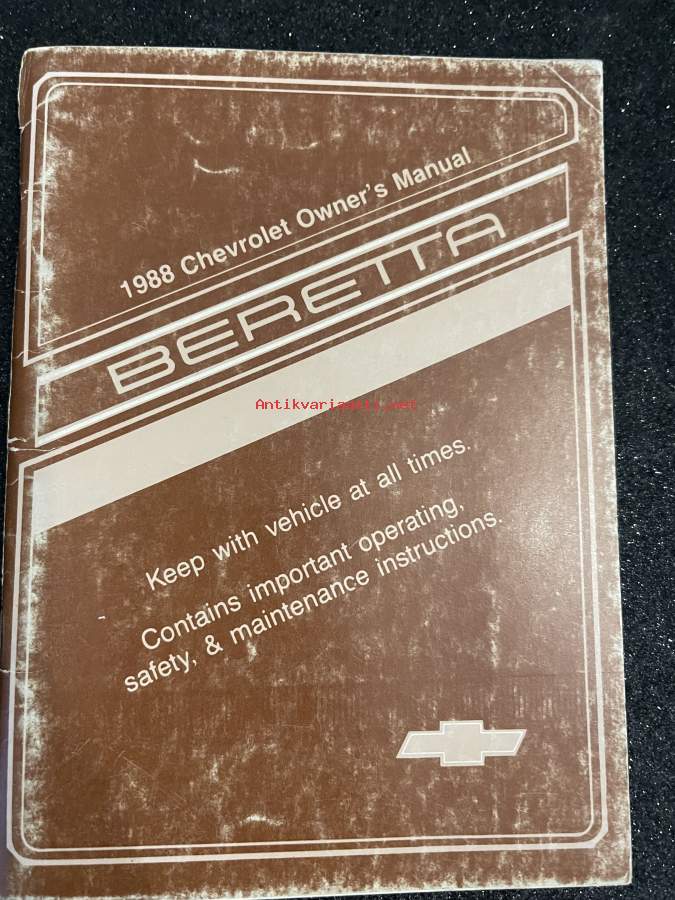 1988 Chevrolet Owner's Manual
BERETTA
Antikvariaatti.net
Keep with vehicle at all times.
Contains important operating,
safety, & maintenance instructions.